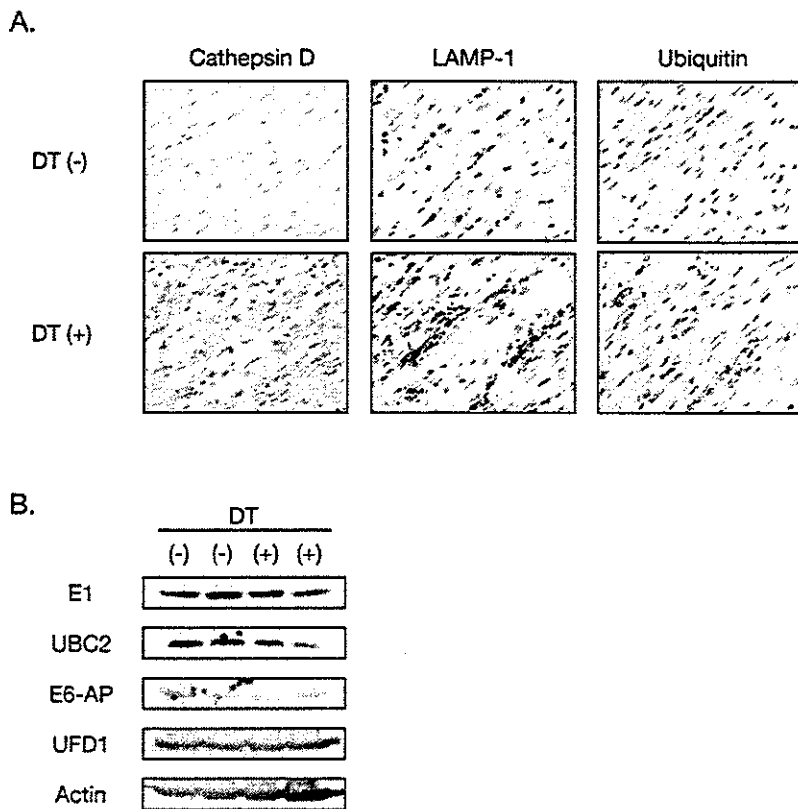 A.
Cathepsin D LAMP-1 Ubiquitin
DT (-)
DT (+)
B.
DT
(-) (-) (+) (+)
E1
UBC2
E6-AP
UFD1
Actin